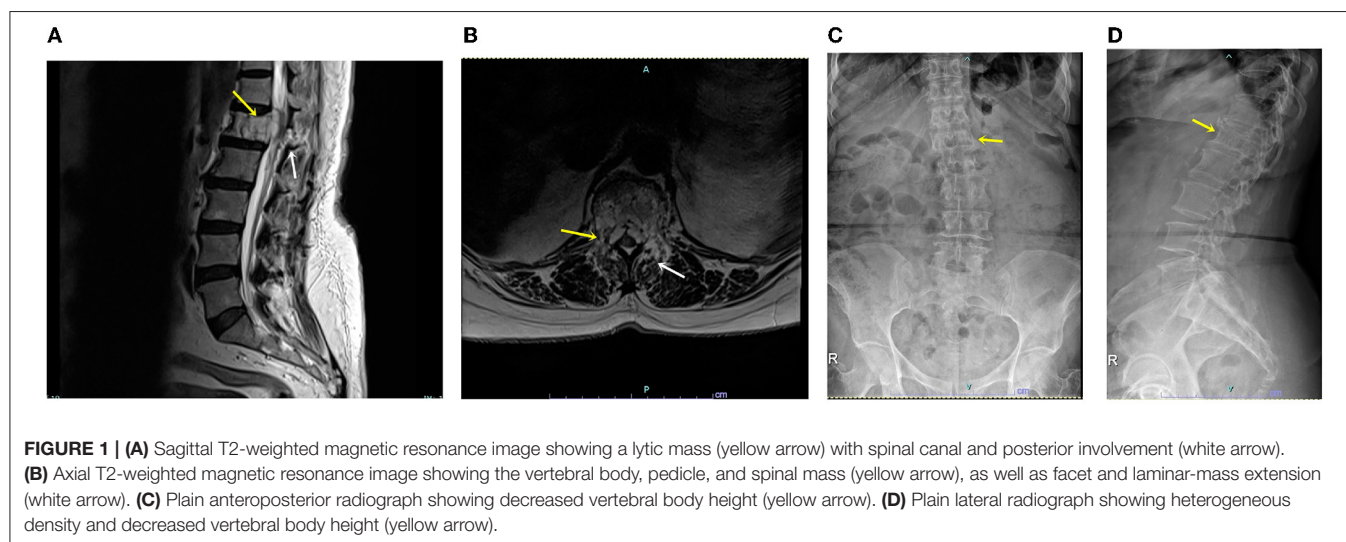 A
B
C
D
A
P
cm
R
cm
R
FIGURE 1 | (A) Sagittal T2-weighted magnetic resonance image showing a lytic mass (yellow arrow) with spinal canal and posterior involvement (white arrow).
(B) Axial T2-weighted magnetic resonance image showing the vertebral body, pedicle, and spinal mass (yellow arrow), as well as facet and laminar-mass extension
(white arrow). (C) Plain anteroposterior radiograph showing decreased vertebral body height (yellow arrow). (D) Plain lateral radiograph showing heterogeneous
density and decreased vertebral body height (yellow arrow).